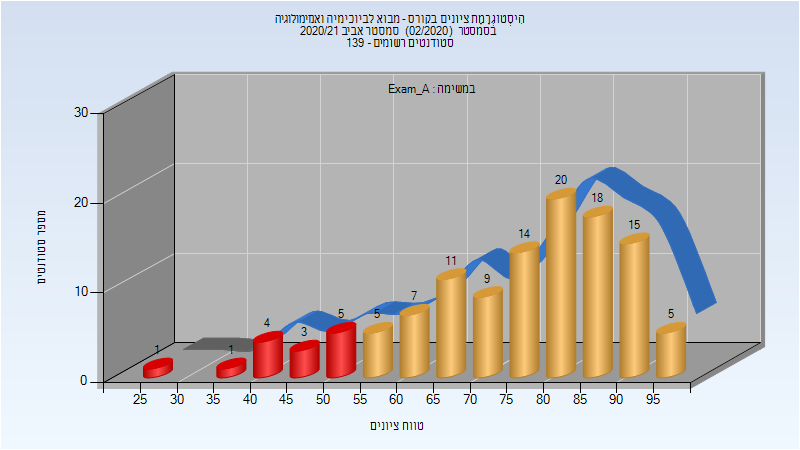 היסטוגרמת ציונים בקורס - מבוא לביוכימיה ואמימולוגיה
בסמסטר (02/2020) סמסטר אביב 2020/21
סטודנטים רשומים - 139
במשימה : Exam_A
מספר סטודנטים
30
20
10
0
1
1
4
3
5
5
7
11
9
14
20
18
15
5
25 30 35 40 45 50 55 60 65 70 75 80 85 90 95
טווח ציונים